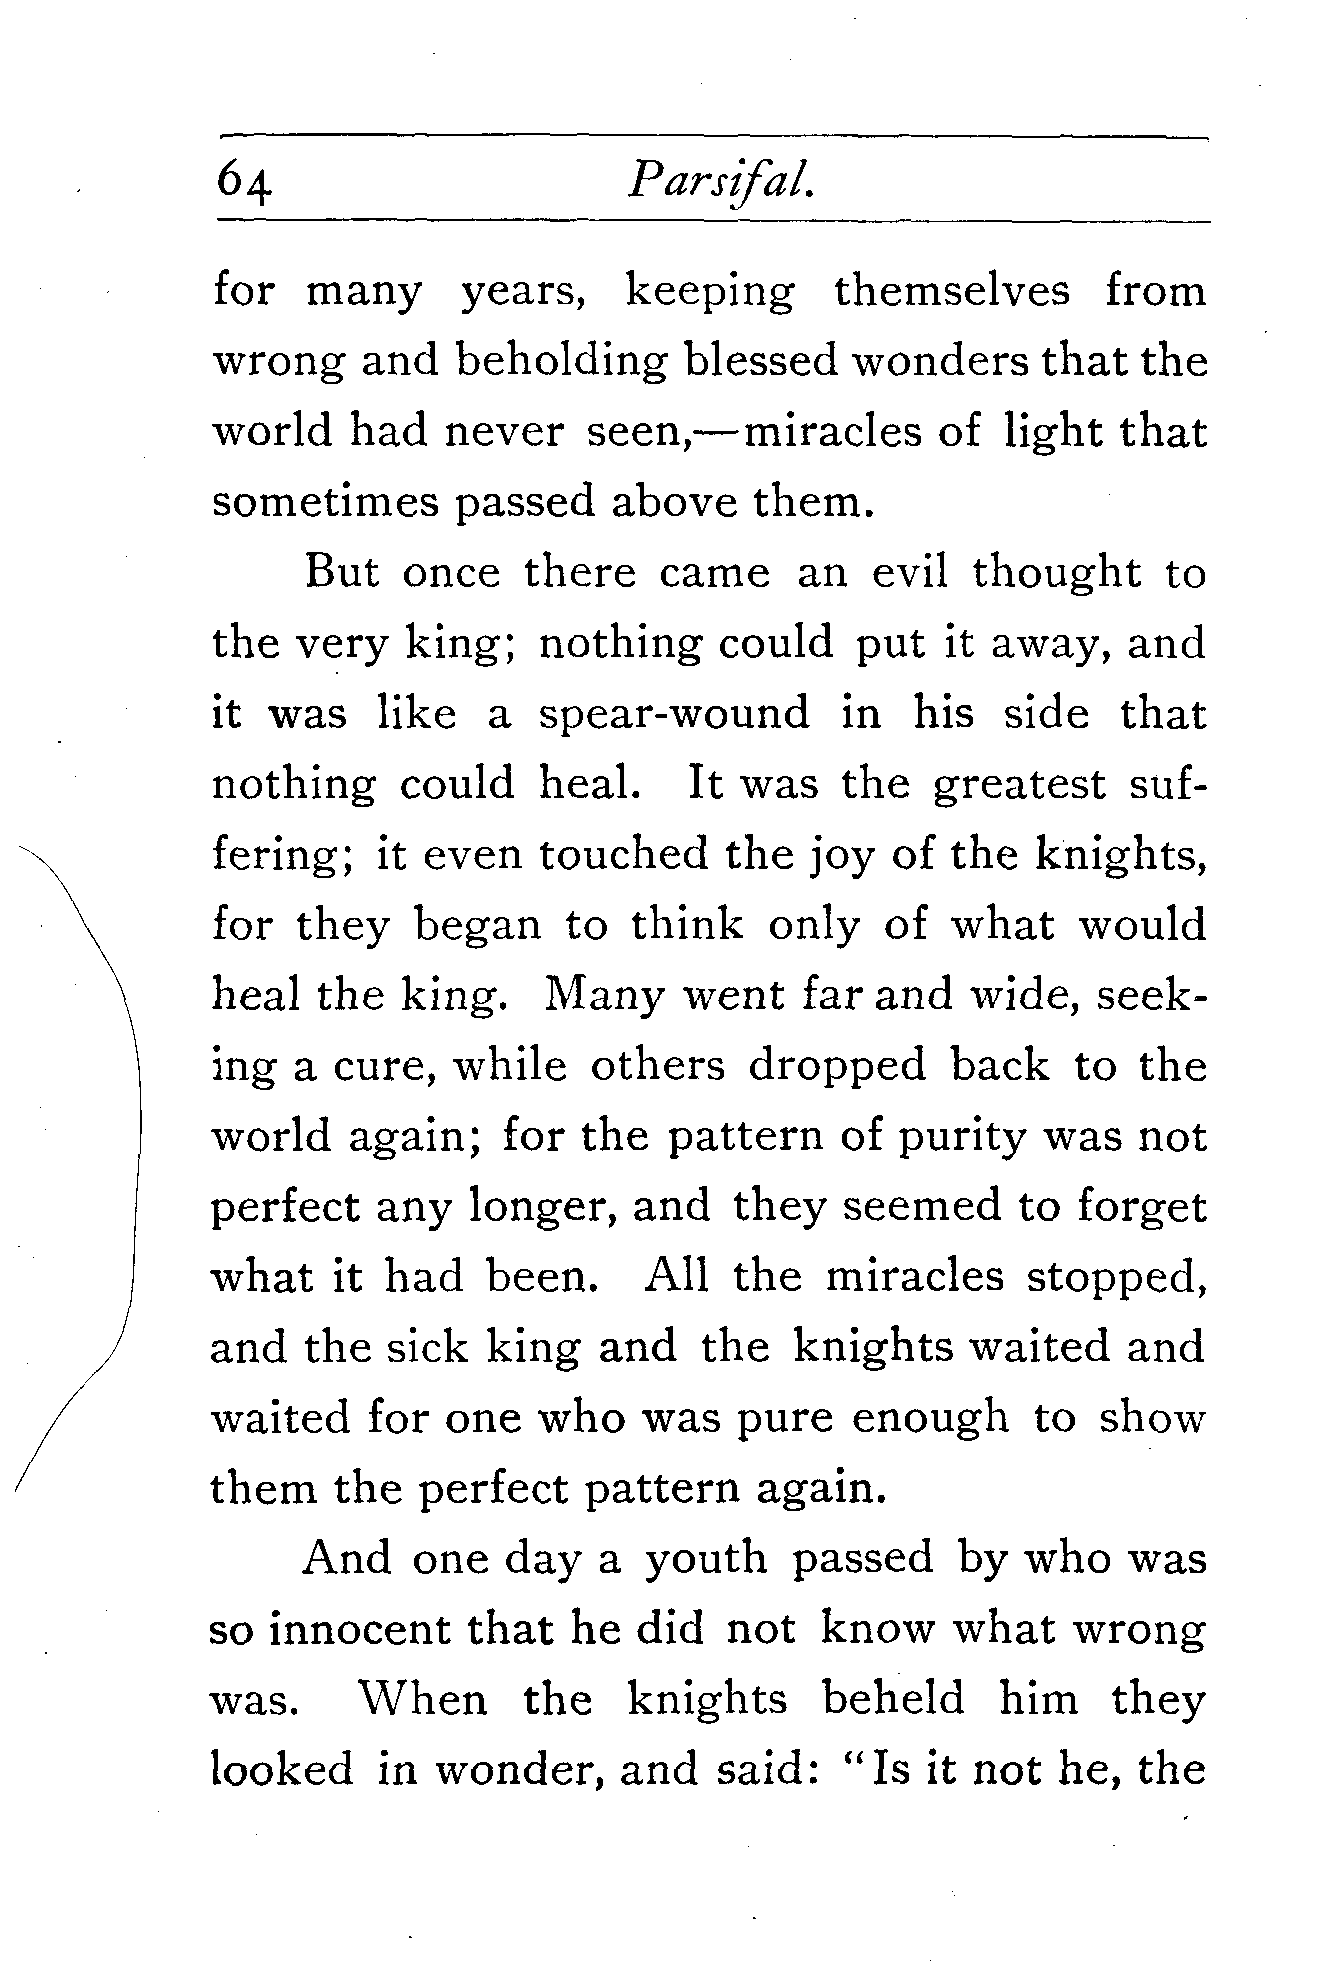 64 Parsifal.
for many years, keeping themselves from
wrong and beholding blessed wonders that the
world had never seen,—miracles of light that
sometimes passed above them.
But once there came an evil thought to
the very king; nothing could put it away, and
it was like a spear-wound in his side that
nothing could heal. It was the greatest suf-
fering; it even touched the joy of the knights,
for they began to think only of what would
heal the king. Many went far and wide, seek-
ing a cure, while others dropped back to the
world again; for the pattern of purity was not
perfect any longer, and they seemed to forget
what it had been. All the miracles stopped,
and the sick king and the knights waited and
waited for one who was pure enough to show
them the perfect pattern again.
And one day a youth passed by who was
so innocent that he did not know what wrong
was. When the knights beheld him they
looked in wonder, and said: “Is it not he, the